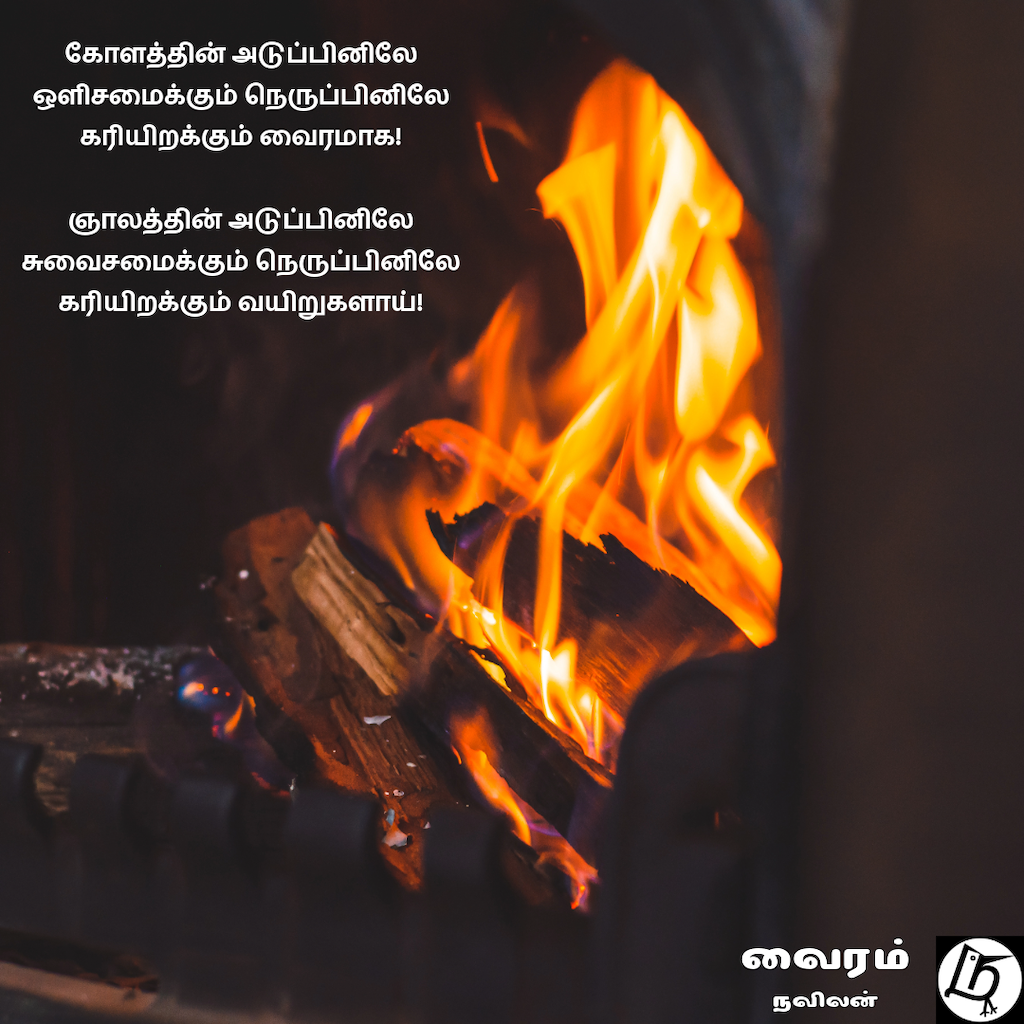 கோளத்தின் அடுப்பினிலே
ஒளிசமைக்கும் நெருப்பினிலே
கரியிறக்கும் வைரமாக!
ஞாலத்தின் அடுப்பினிலே
சுவைசமைக்கும் நெருப்பினிலே
கரியிறக்கும் வயிறுகளாய்!
வைரம்
நவிலன்